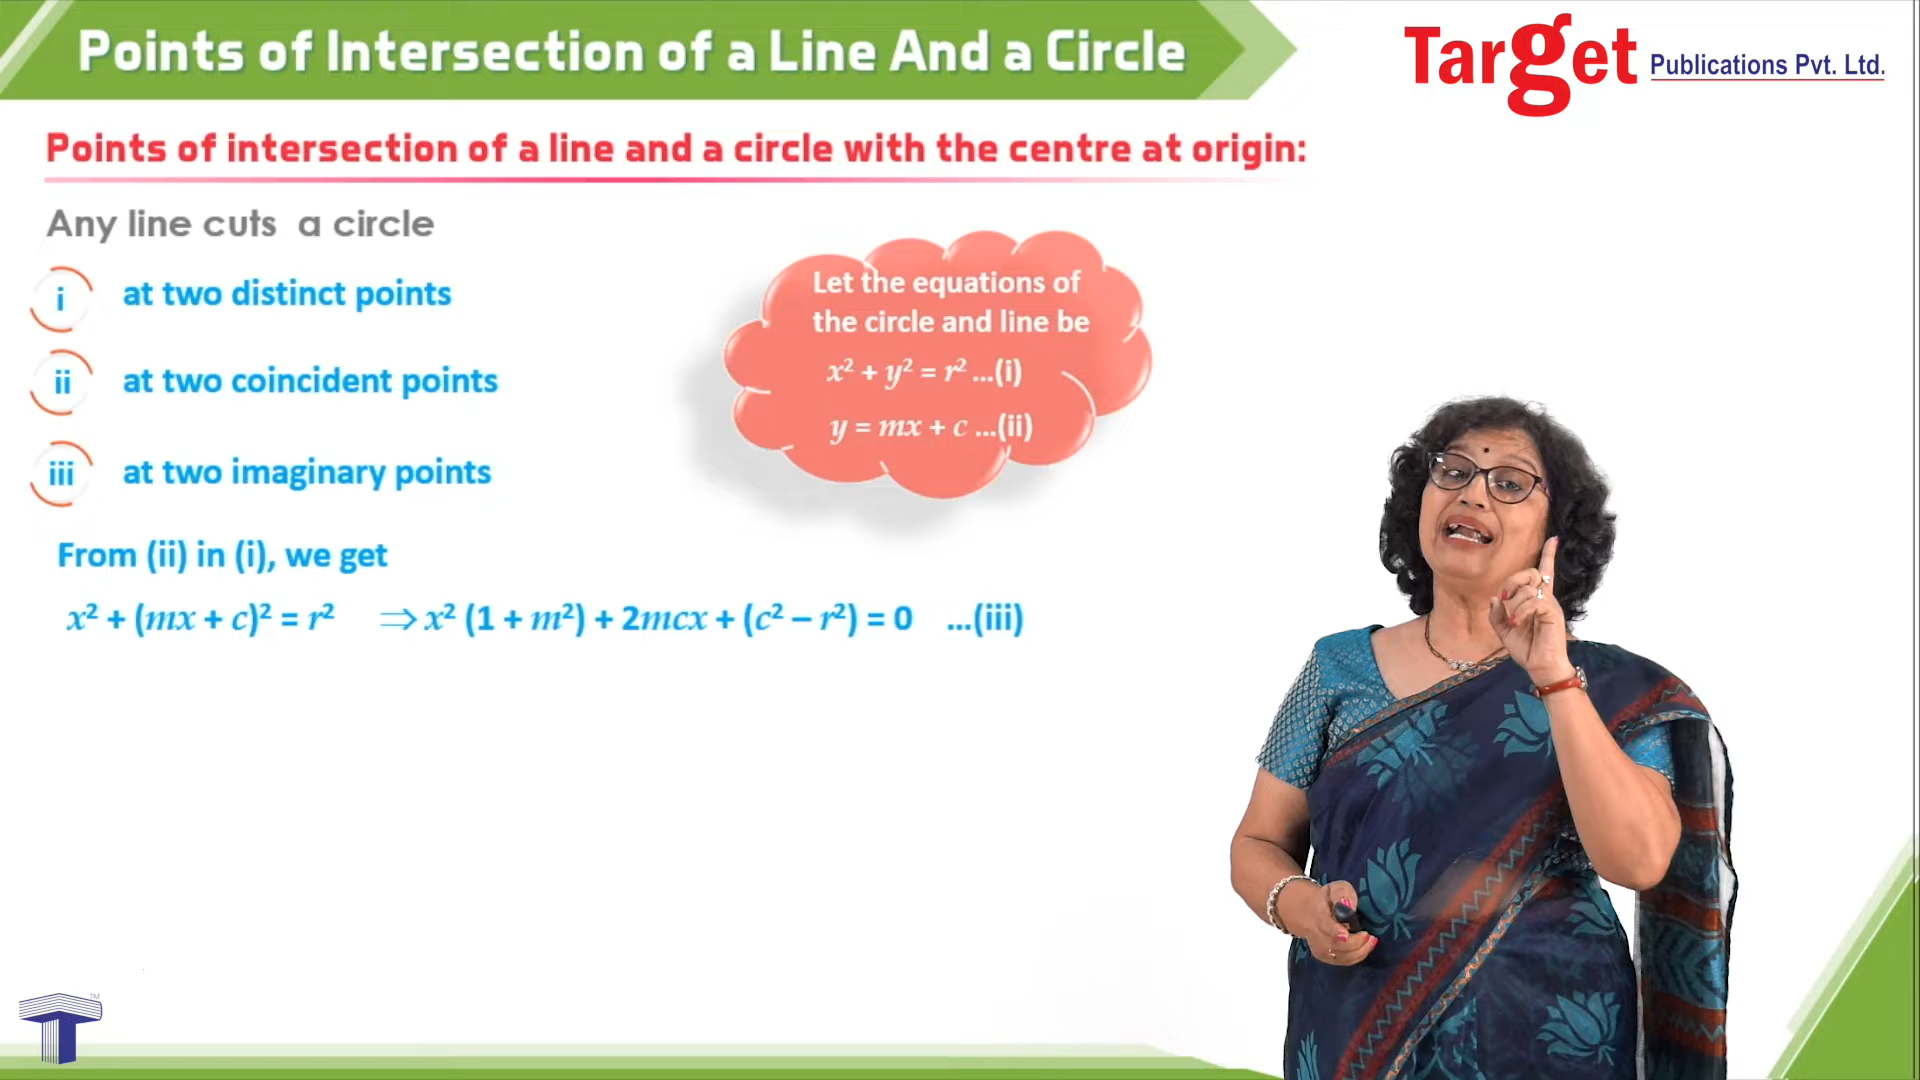 Points of Intersection of a Line And a Circle
Target Publications Pvt. Ltd.
Points of intersection of a line and a circle with the centre at origin:
Any line cuts a circle
i at two distinct points
ii at two coincident points
iii at two imaginary points
Let the equations of
the circle and line be
x² + y² = r² ...(i)
y = mx + c ...(ii)
From (ii) in (i), we get
x² + (mx + c)² = r² ⇒ x² (1 + m²) + 2mcx + (c² – r²) = 0 ...(iii)
T
TM